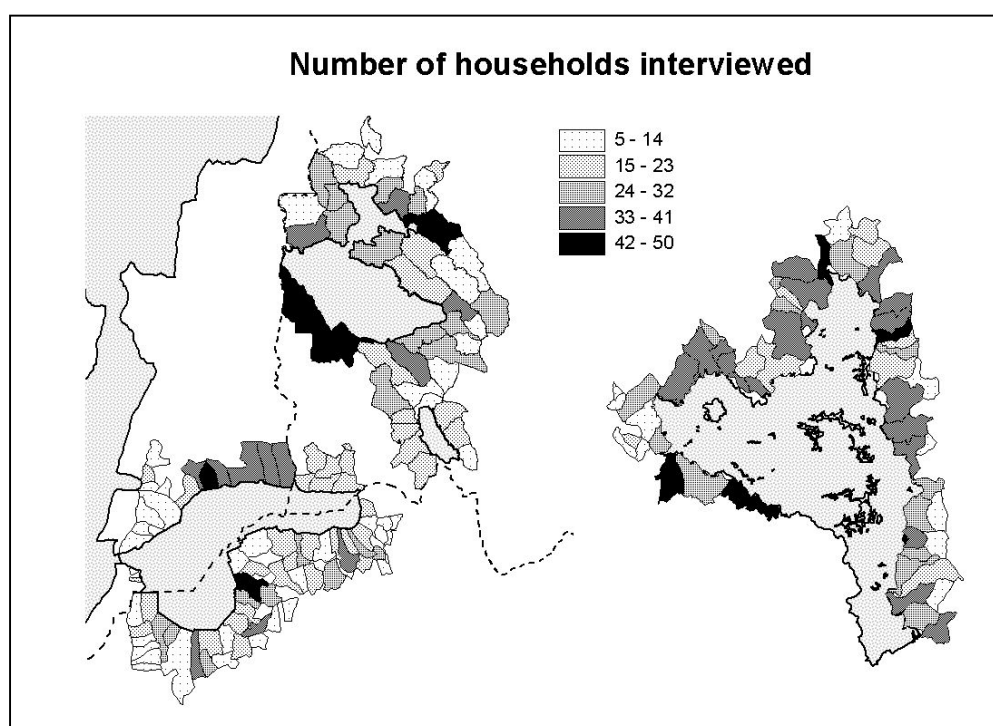 Number of households interviewed
5 - 14
15 - 23
24 - 32
33 - 41
42 - 50